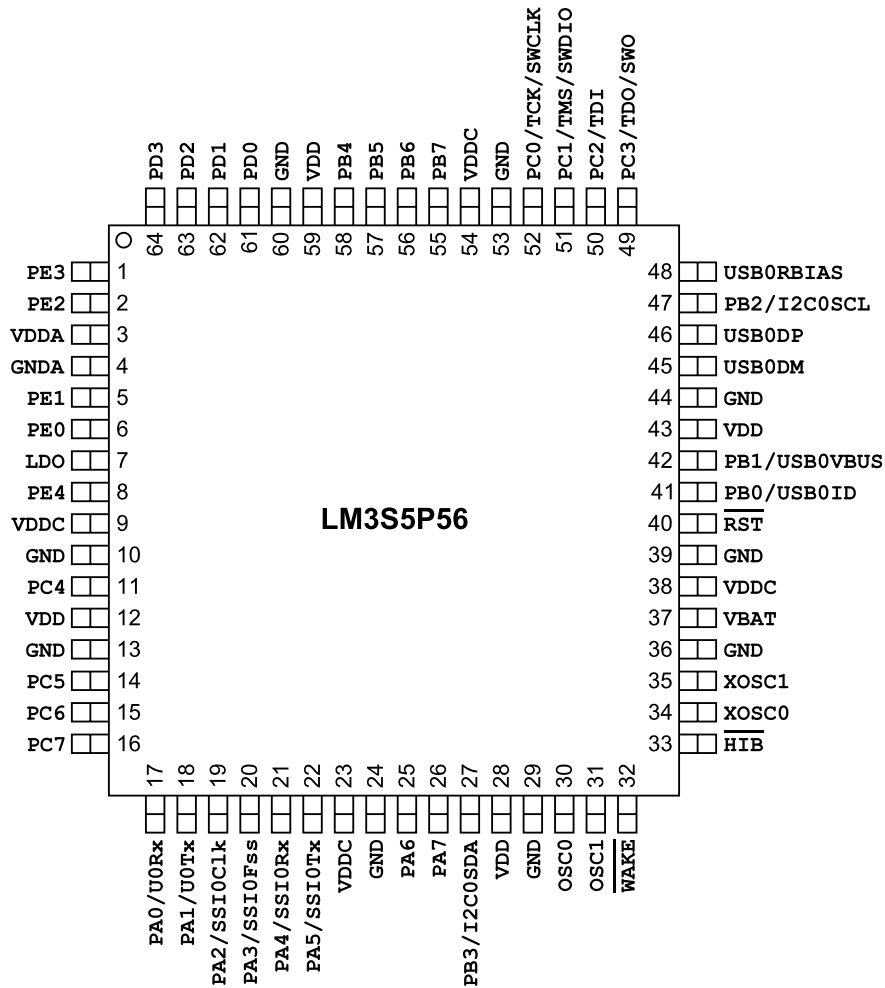 PD3
PD2
PD1
PD0
GND
VDD
PB4
PB5
PB6
PB7
VDDC
GND
PC0/TCK/SWCLK
PC1/TMS/SWDIO
PC2/TDI
PC3/TDO/SWO
64
63
62
61
60
59
58
57
56
55
54
53
52
51
50
49
PE3 1
PE2 2
VDDA 3
GNDA 4
PE1 5
PE0 6
LDO 7
PE4 8
VDDC 9
GND 10
PC4 11
VDD 12
GND 13
PC5 14
PC6 15
PC7 16
LM3S5P56
48 USB0RBIAS
47 PB2/I2C0SCL
46 USB0DP
45 USB0DM
44 GND
43 VDD
42 PB1/USB0VBUS
41 PB0/USB0ID
40 RST
39 GND
38 VDDC
37 VBAT
36 GND
35 XOSC1
34 XOSC0
33 HIB
17
18
19
20
21
22
23
24
25
26
27
28
29
30
31
32
PA0/U0Rx
PA1/U0Tx
PA2/SSI0Clk
PA3/SSI0Fss
PA4/SSI0Rx
PA5/SSI0Tx
VDDC
GND
PA6
PA7
PB3/I2C0SDA
VDD
GND
OSC0
OSC1
WAKE